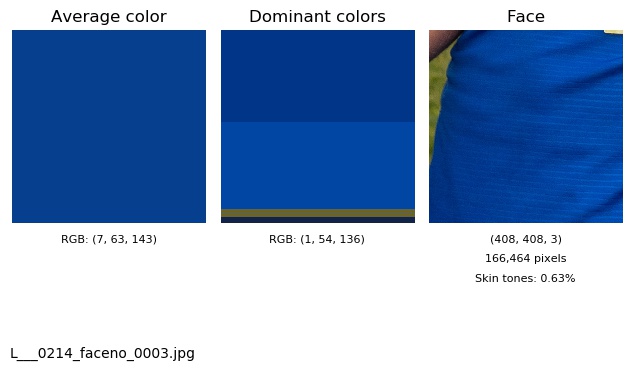 Average color
Dominant colors
Face
RGB: (7, 63, 143)
RGB: (1, 54, 136)
(408, 408, 3)
166,464 pixels
Skin tones: 0.63%
L___0214_faceno_0003.jpg